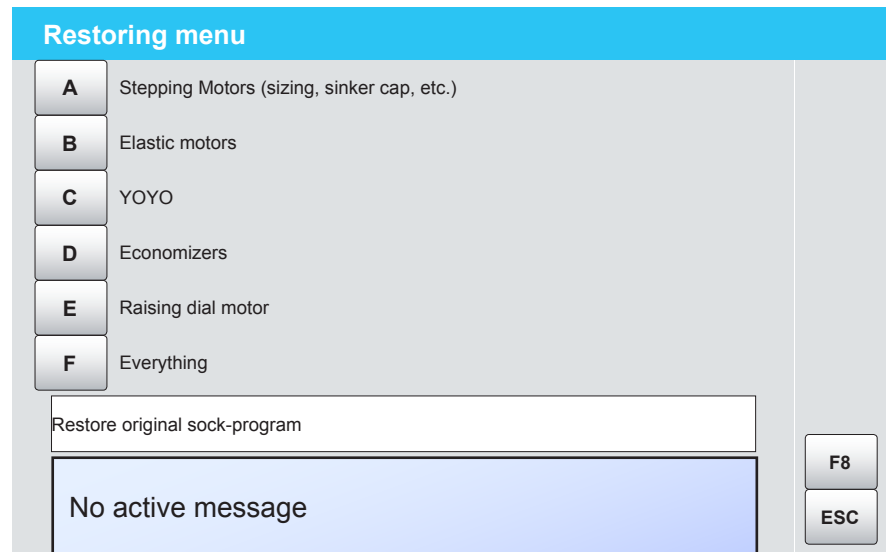 Restoring menu
A Stepping Motors (sizing, sinker cap, etc.)
B Elastic motors
C YOYO
D Economizers
E Raising dial motor
F Everything
Restore original sock-program
F8
No active message
ESC